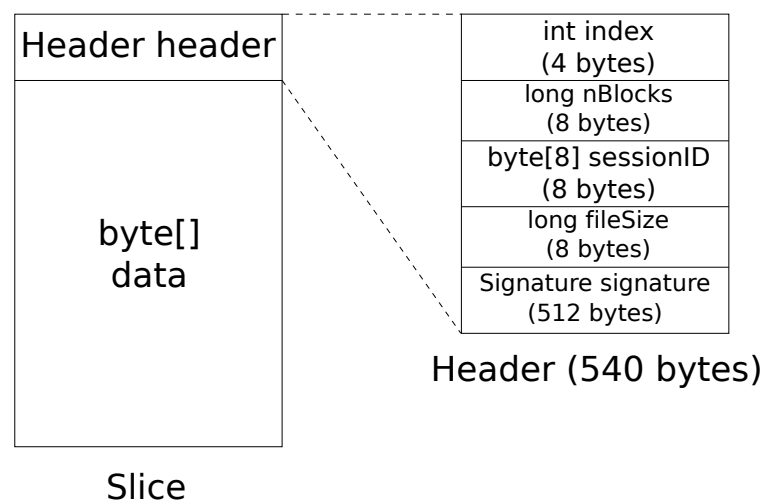 Header header
byte[]
data
Slice
int index
(4 bytes)
long nBlocks
(8 bytes)
byte[8] sessionID
(8 bytes)
long fileSize
(8 bytes)
Signature signature
(512 bytes)
Header (540 bytes)